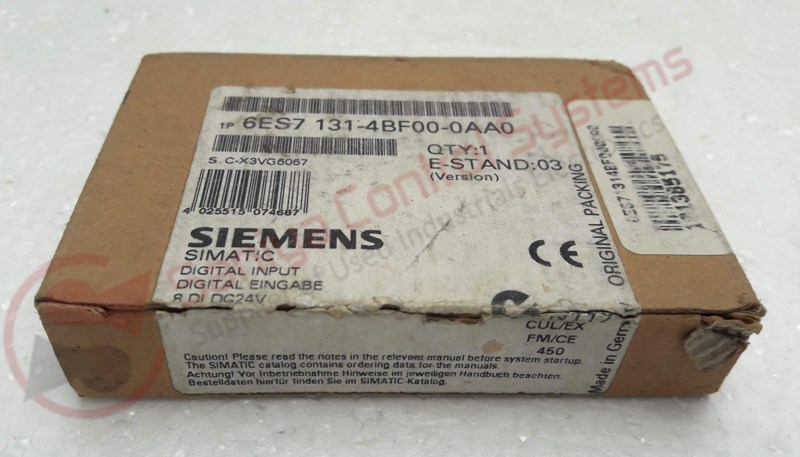 1P 6ES7 131-4BF00-0AA0
QTY:1
S C-X3VG6067
E-STAND:03
(Version)
4 025515 074687
SIEMENS
SIMATIC
DIGITAL INPUT
DIGITAL EINGABE
8 DI DC24V
CE
ORIGINAL PACKING
CUL/EX
FM/CE
450
Made in Germany
Caution! Please read the notes in the relevant manual before system startup.
The SIMATIC catalog contains ordering data for the manuals.
Achtung! Vor Inbetriebnahme Hinweise im jeweiligen Handbuch beachten.
Bestelldaten hierfür finden Sie im SIMATIC-Katalog.